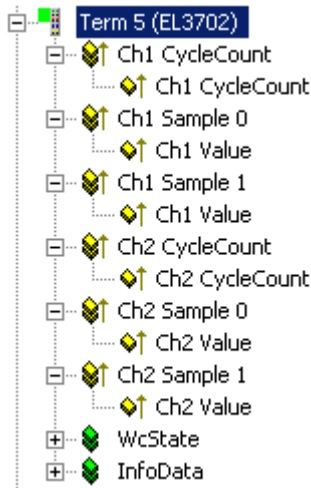 Term 5 (EL3702)
Ch1 CycleCount
Ch1 CycleCount
Ch1 Sample 0
Ch1 Value
Ch1 Sample 1
Ch1 Value
Ch2 CycleCount
Ch2 CycleCount
Ch2 Sample 0
Ch2 Value
Ch2 Sample 1
Ch2 Value
WcState
InfoData